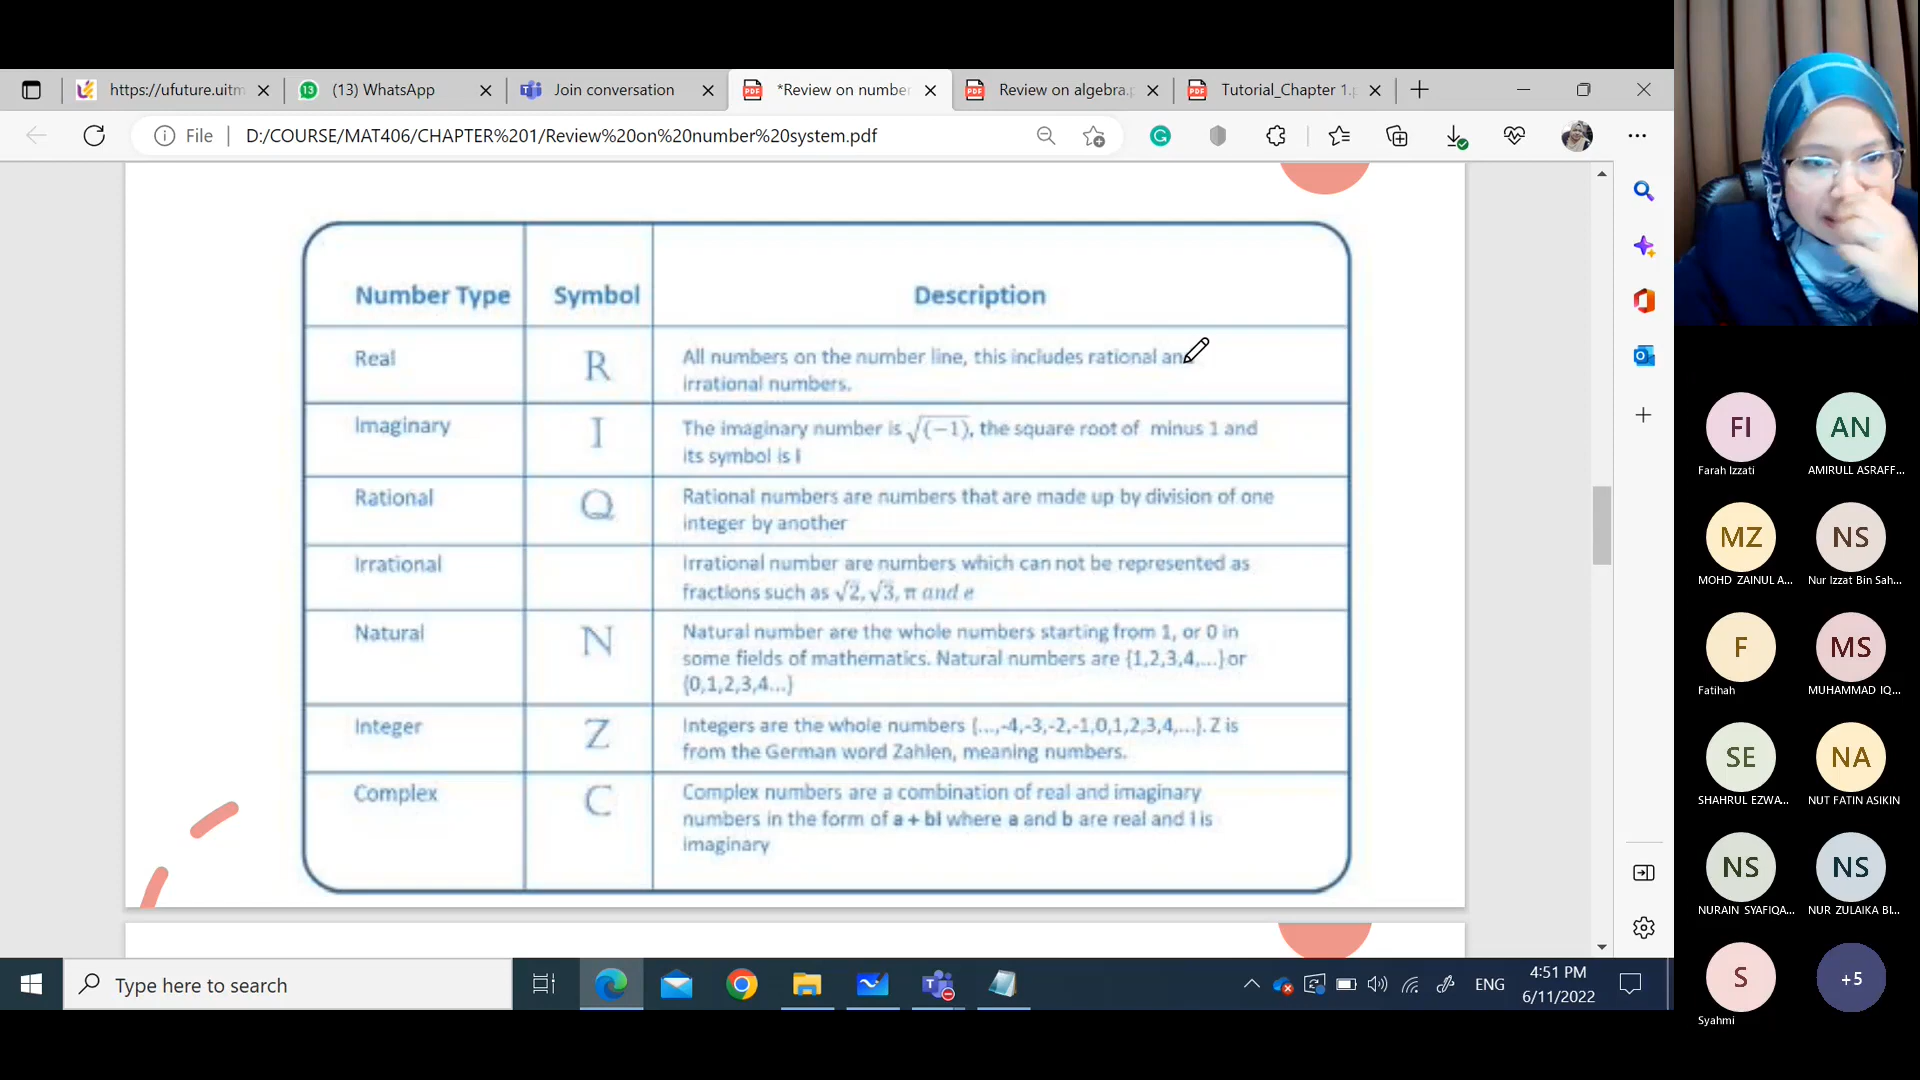 https://ufuture.uitm
(13) WhatsApp
Join conversation
*Review on number
Review on algebra.p
Tutorial_Chapter 1.p
File
D:/COURSE/MAT406/CHAPTER%201/Review%20on%20number%20system.pdf
Number Type Symbol Description
Real R All numbers on the number line, this includes rational an
irrational numbers.
Imaginary I The imaginary number is √(−1), the square root of minus 1 and
its symbol is I
Rational Q Rational numbers are numbers that are made up by division of one
integer by another
Irrational Irrational number are numbers which can not be represented as
fractions such as √2, √3, π and e
Natural N Natural number are the whole numbers starting from 1, or 0 in
some fields of mathematics. Natural numbers are {1,2,3,4,...} or
{0,1,2,3,4...}
Integer Z Integers are the whole numbers {...,-4,-3,-2,-1,0,1,2,3,4,...}. Z is
from the German word Zahlen, meaning numbers.
Complex C Complex numbers are a combination of real and imaginary
numbers in the form of a + bI where a and b are real and I is
imaginary
FI AN
Farah Izzati AMIRULL ASRAFF...
MZ NS
MOHD ZAINUL A... Nur Izzat Bin Sah...
F MS
Fatihah MUHAMMAD IQ...
SE NA
SHAHRUL EZWA... NUT FATIN ASIKIN
NS NS
NURAIN SYAFIQA... NUR ZULAIKA BI...
S +5
Syahmi
Type here to search
ENG
4:51 PM
6/11/2022